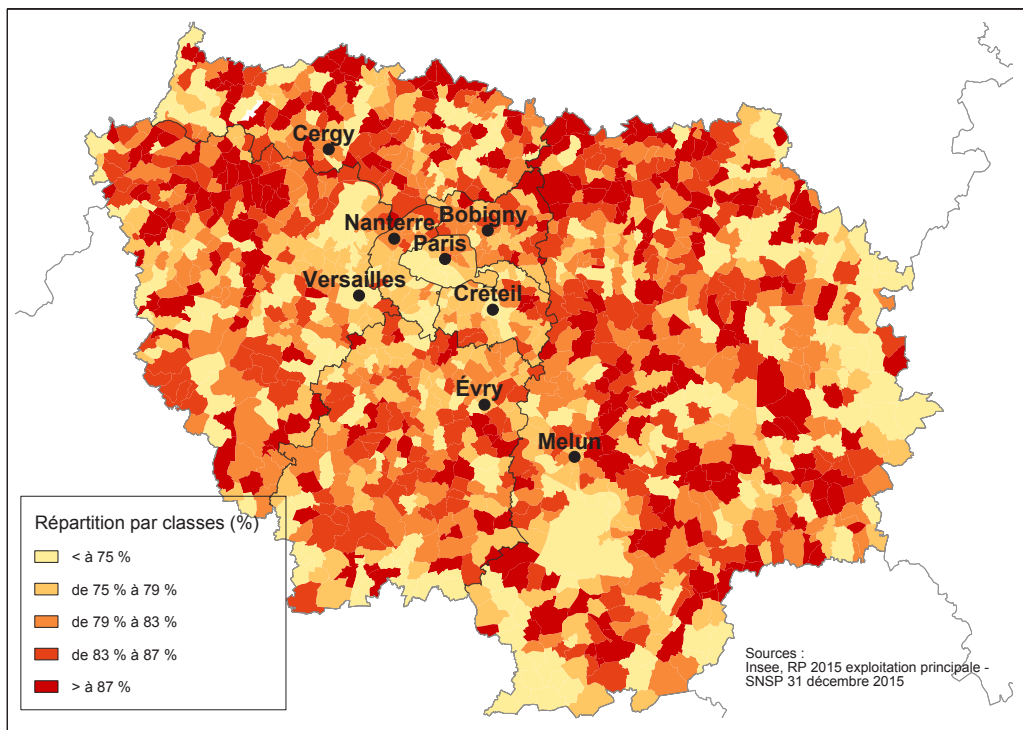 Cergy
Nanterre
Bobigny
Paris
Versailles
Créteil
Évry
Melun
Répartition par classes (%)
< à 75 %
de 75 % à 79 %
de 79 % à 83 %
de 83 % à 87 %
> à 87 %
Sources :
Insee, RP 2015 exploitation principale -
SNSP 31 décembre 2015